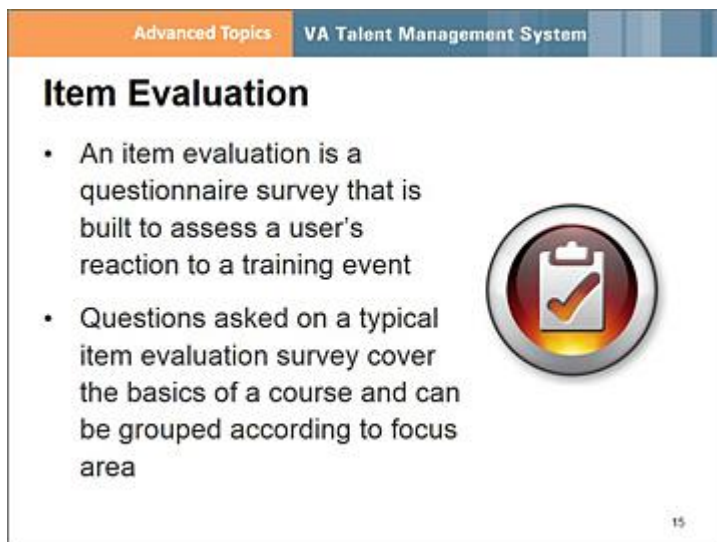 Advanced Topics
VA Talent Management System
Item Evaluation
• An item evaluation is a
questionnaire survey that is
built to assess a user's
reaction to a training event
• Questions asked on a typical
item evaluation survey cover
the basics of a course and can
be grouped according to focus
area
15